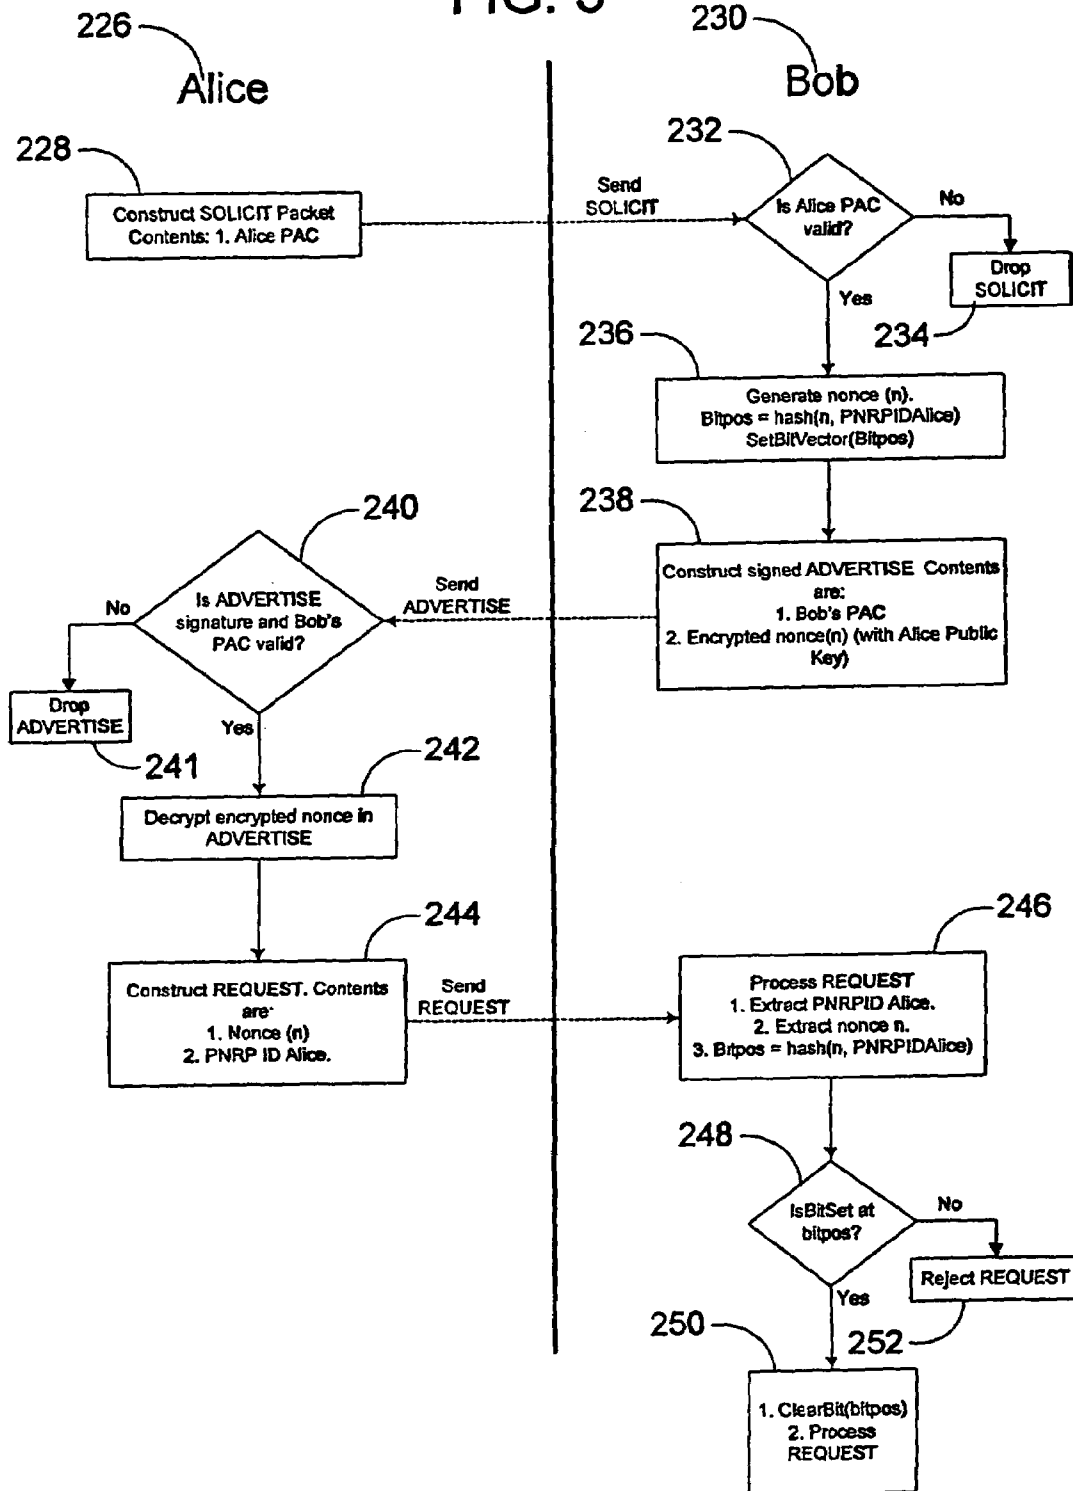 FIG. 5
226
230
Alice
Bob
228
232
Construct SOLICIT Packet
Contents: 1. Alice PAC
Send
SOLICIT
Is Alice PAC
valid?
No
Drop
SOLICIT
234
Yes
236
Generate nonce (n).
Bitpos = hash(n, PNRPIDAlice)
SetBitVector(Bitpos)
238
240
Construct signed ADVERTISE Contents
are:
1. Bob's PAC
2. Encrypted nonce(n) (with Alice Public
Key)
Send
ADVERTISE
Is ADVERTISE
signature and Bob's
PAC valid?
No
Drop
ADVERTISE
241
Yes
242
Decrypt encrypted nonce in
ADVERTISE
244
Construct REQUEST. Contents
are:
1. Nonce (n)
2. PNRP ID Alice.
Send
REQUEST
246
Process REQUEST
1. Extract PNRPID Alice.
2. Extract nonce n.
3. Bitpos = hash(n, PNRPIDAlice)
248
IsBitSet at
bitpos?
No
Reject REQUEST
252
Yes
250
1. ClearBit(bitpos)
2. Process
REQUEST